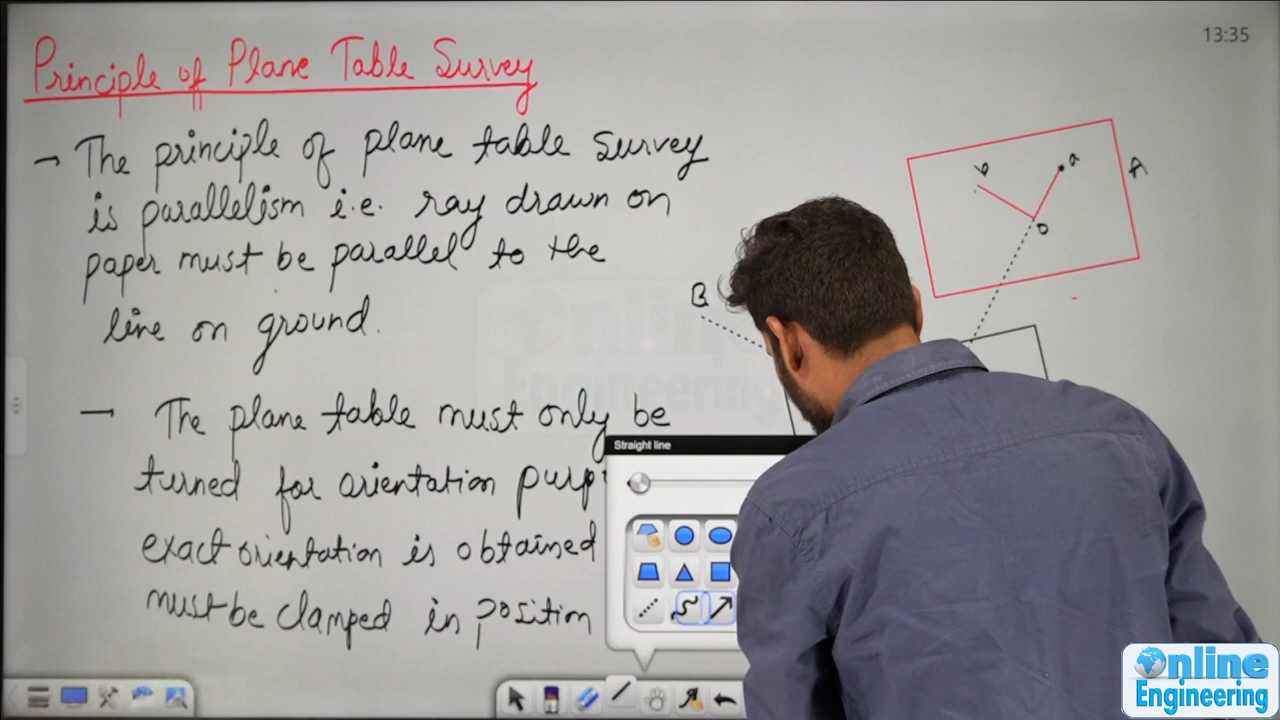 13:35
Principle of Plane Table Survey
→ The principle of plane table survey
is parallelism i.e. ray drawn on
paper must be parallel to the
line on ground.
→ The plane table must only be
turned for orientation purp
exact orientation is obtained
must be clamped in position
b
a
A
o
B
Straight line
Online
Engineering
Online
Engineering